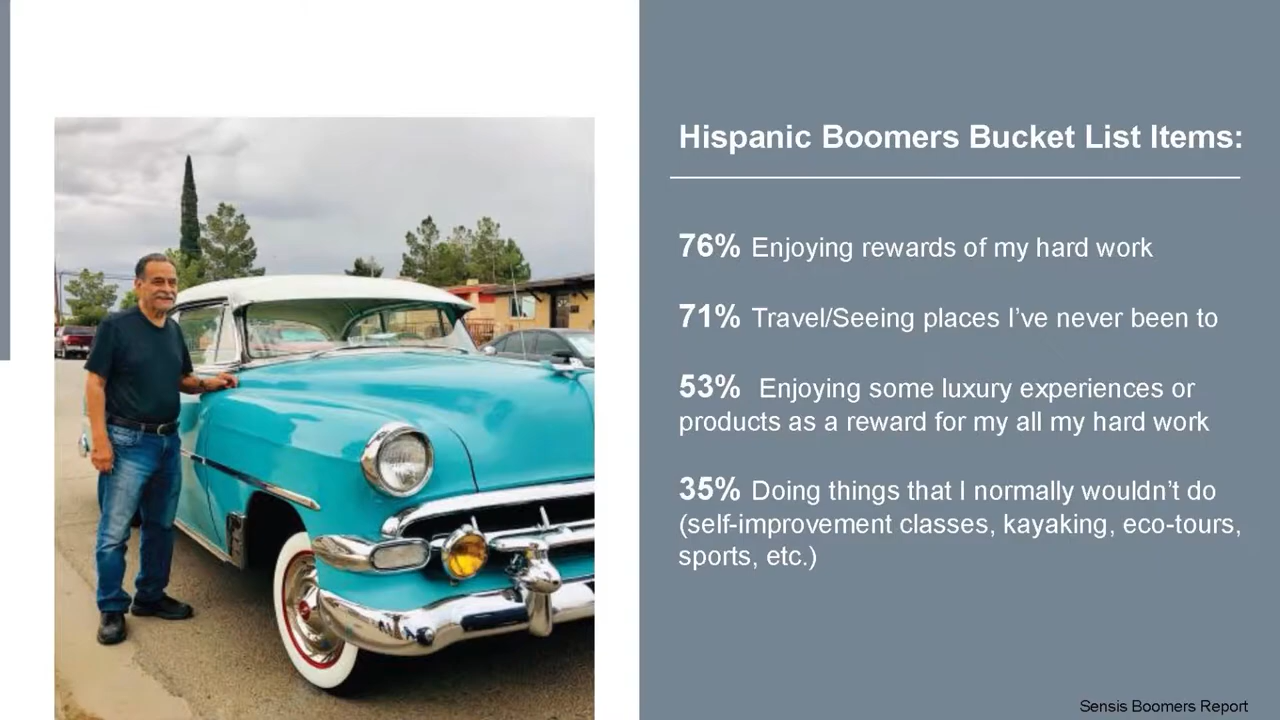 Hispanic Boomers Bucket List Items:
76% Enjoying rewards of my hard work
71% Travel/Seeing places I’ve never been to
53% Enjoying some luxury experiences or
products as a reward for my all my hard work
35% Doing things that I normally wouldn’t do
(self-improvement classes, kayaking, eco-tours,
sports, etc.)
Sensis Boomers Report